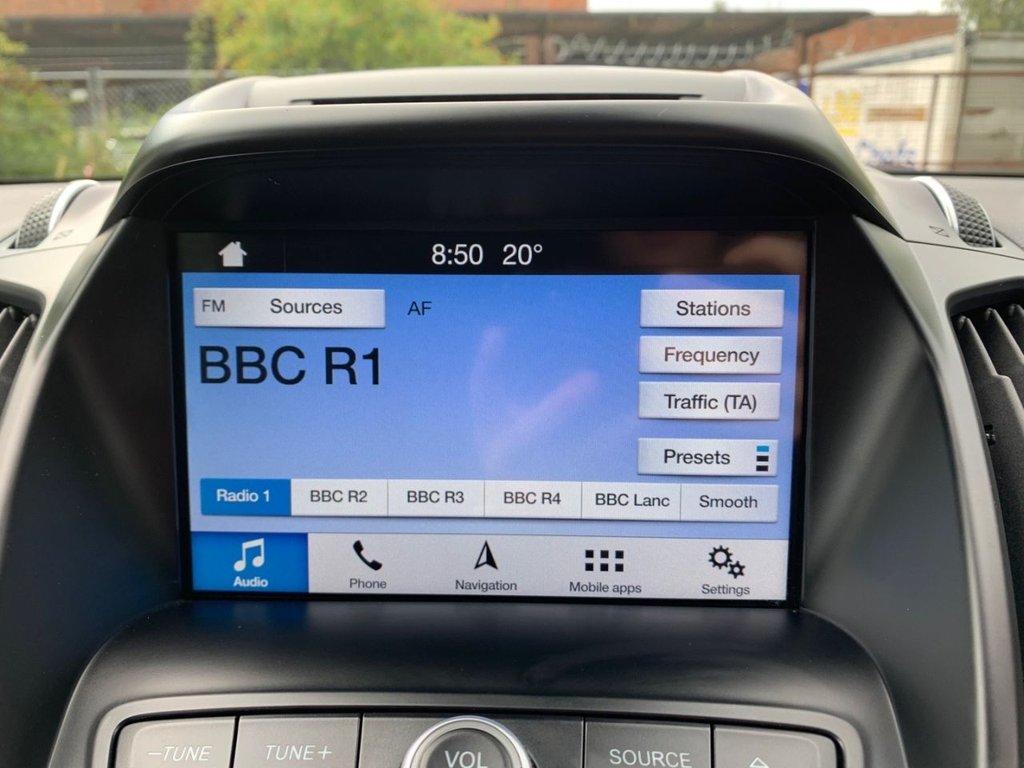 8:50 20°
FM Sources AF Stations
BBC R1
Frequency
Traffic (TA)
Presets
Radio 1 BBC R2 BBC R3 BBC R4 BBC Lanc Smooth
Audio Phone Navigation Mobile apps Settings
−TUNE TUNE+ VOL SOURCE